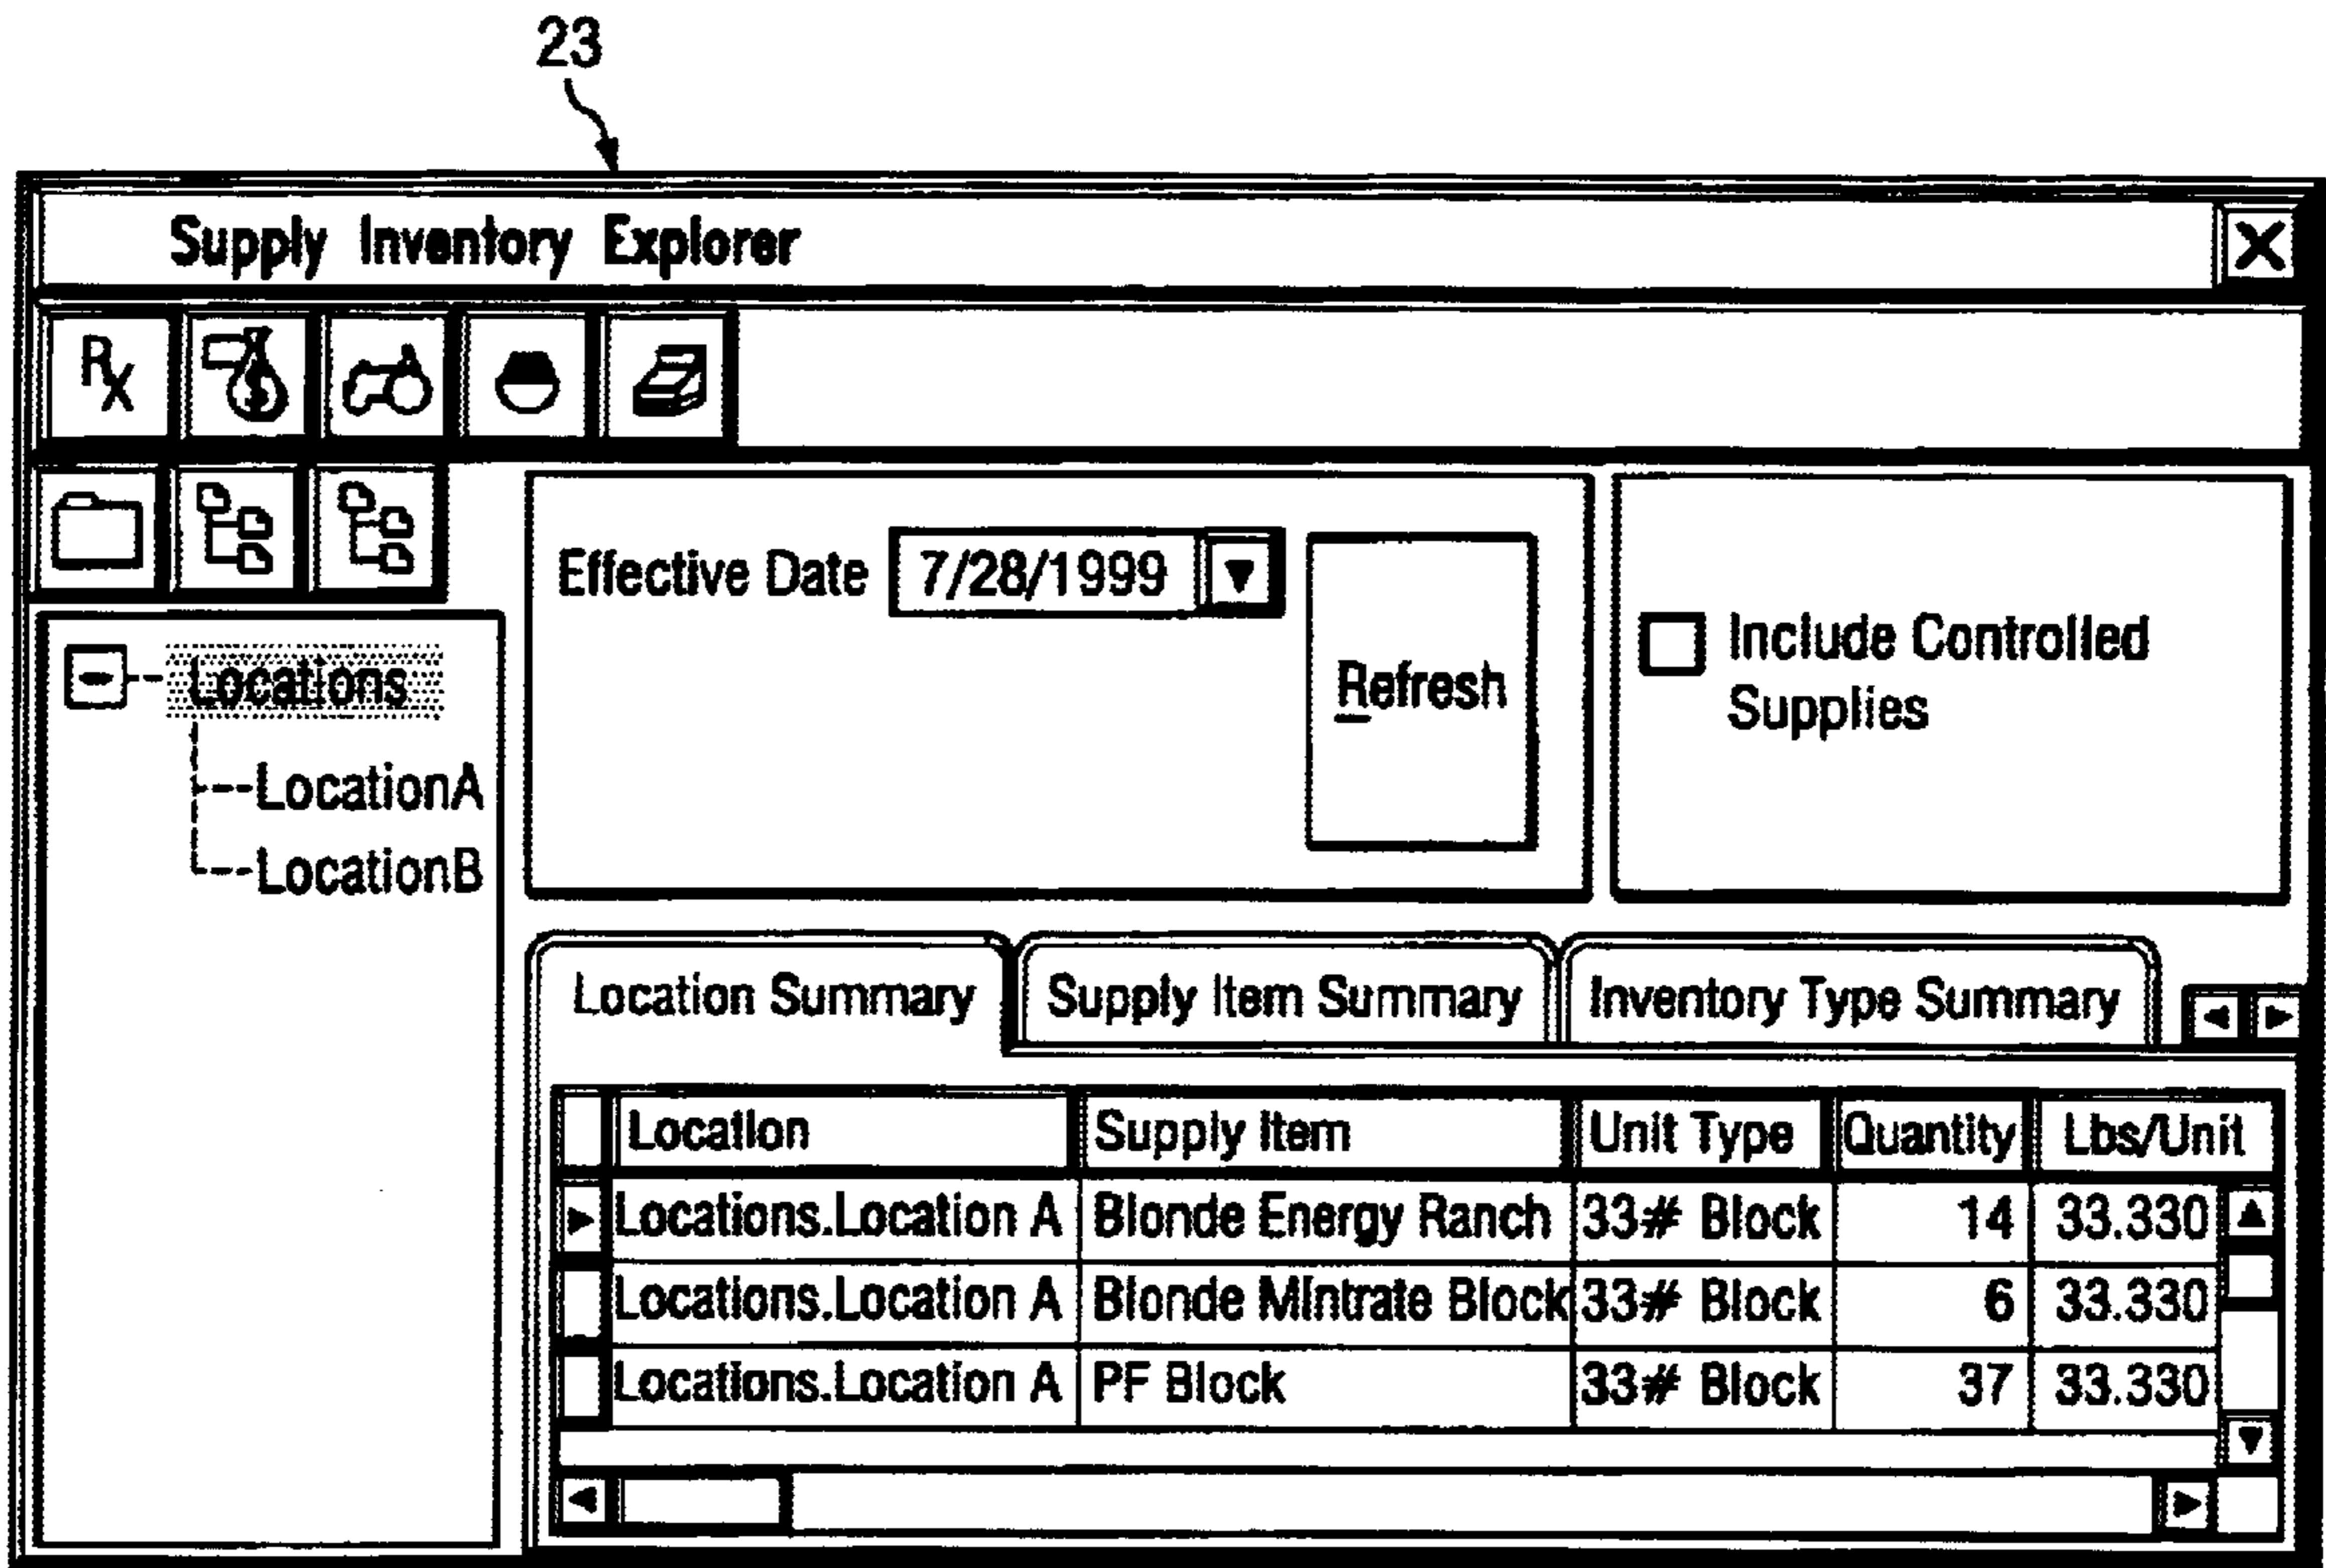 23
Supply Inventory Explorer
Rx
$
Effective Date 7/28/1999
Refresh
Include Controlled
Supplies
Locations
LocationA
LocationB
Location Summary Supply Item Summary Inventory Type Summary
Location Supply Item Unit Type Quantity Lbs/Unit
Locations.Location A Blonde Energy Ranch 33# Block 14 33.330
Locations.Location A Blonde Mintrate Block 33# Block 6 33.330
Locations.Location A PF Block 33# Block 37 33.330